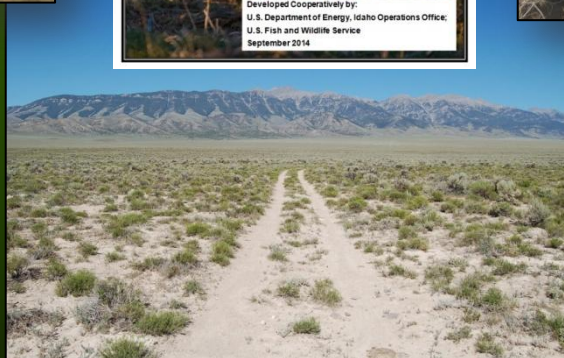 Developed Cooperatively by:
U.S. Department of Energy, Idaho Operations Office;
U.S. Fish and Wildlife Service
September 2014